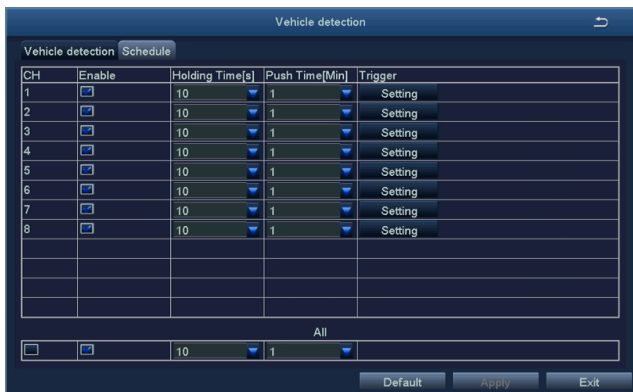 Vehicle detection
Vehicle detection Schedule
CH Enable Holding Time[s] Push Time[Min] Trigger
1 10 1 Setting
2 10 1 Setting
3 10 1 Setting
4 10 1 Setting
5 10 1 Setting
6 10 1 Setting
7 10 1 Setting
8 10 1 Setting
All
10 1
Default Apply Exit